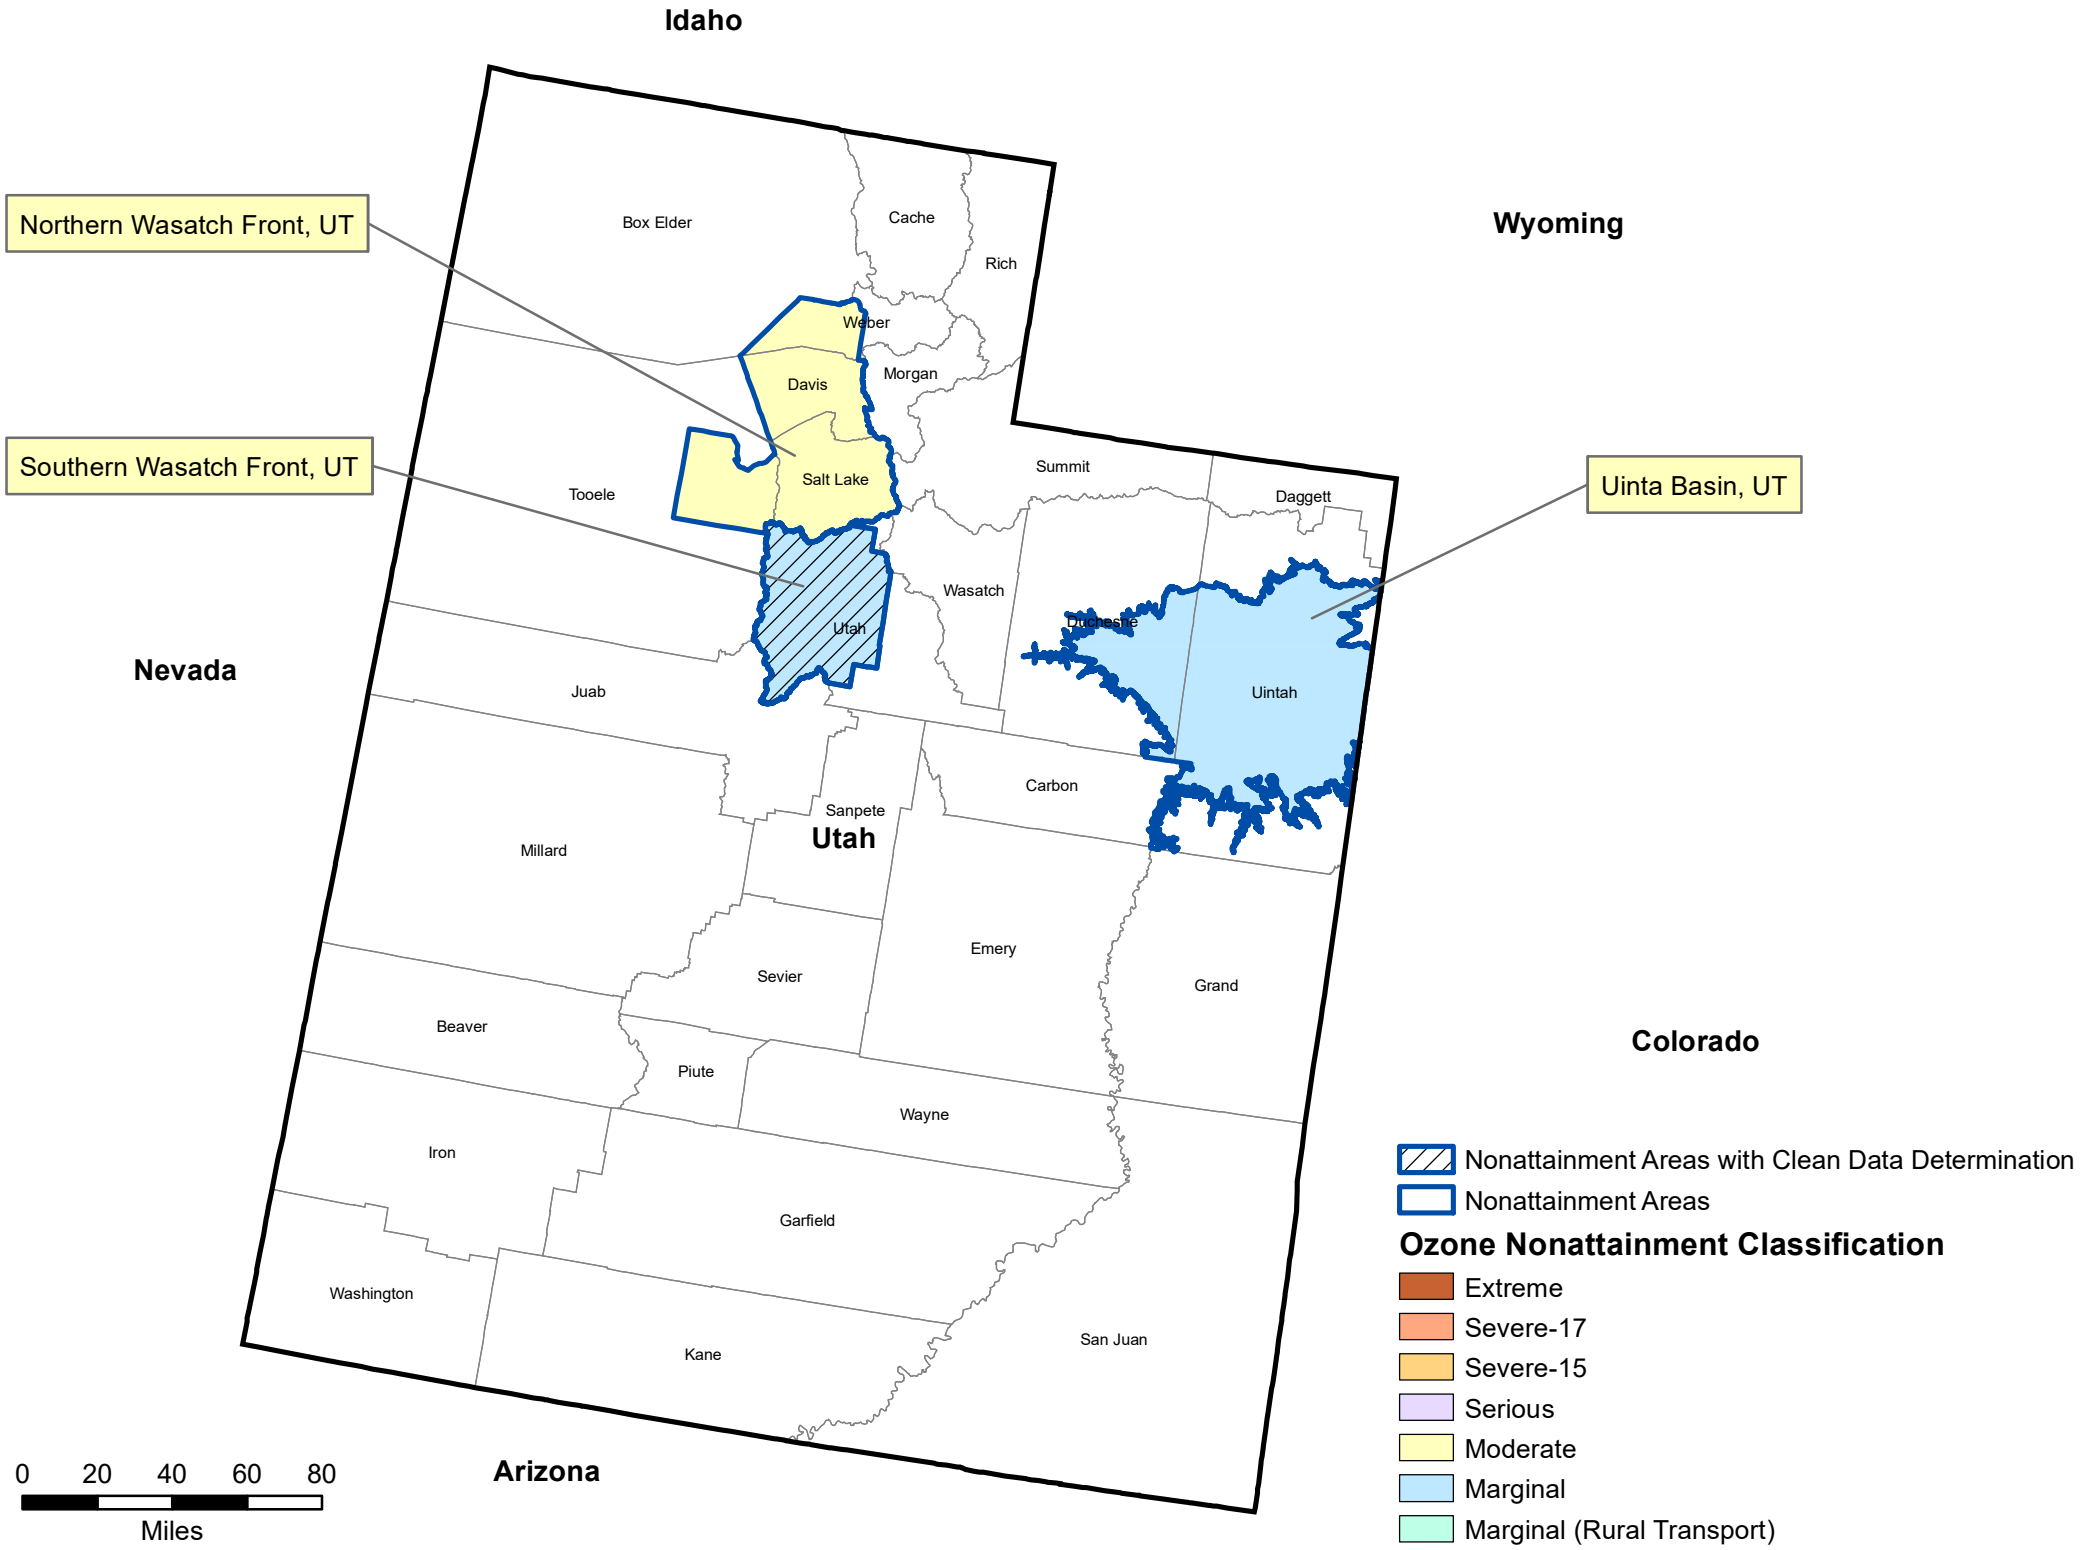 Idaho
Northern Wasatch Front, UT
Box Elder
Cache
Wyoming
Rich
Weber
Davis
Morgan
Southern Wasatch Front, UT
Salt Lake
Tooele
Summit
Daggett
Uinta Basin, UT
Wasatch
Duchesne
Utah
Nevada
Juab
Uintah
Carbon
Sanpete
Utah
Millard
Emery
Sevier
Grand
Beaver
Colorado
Piute
Wayne
Iron
Garfield
Washington
Kane
San Juan
Arizona
Nonattainment Areas with Clean Data Determination
Nonattainment Areas
Ozone Nonattainment Classification
Extreme
Severe-17
Severe-15
Serious
Moderate
Marginal
Marginal (Rural Transport)
0 20 40 60 80
Miles